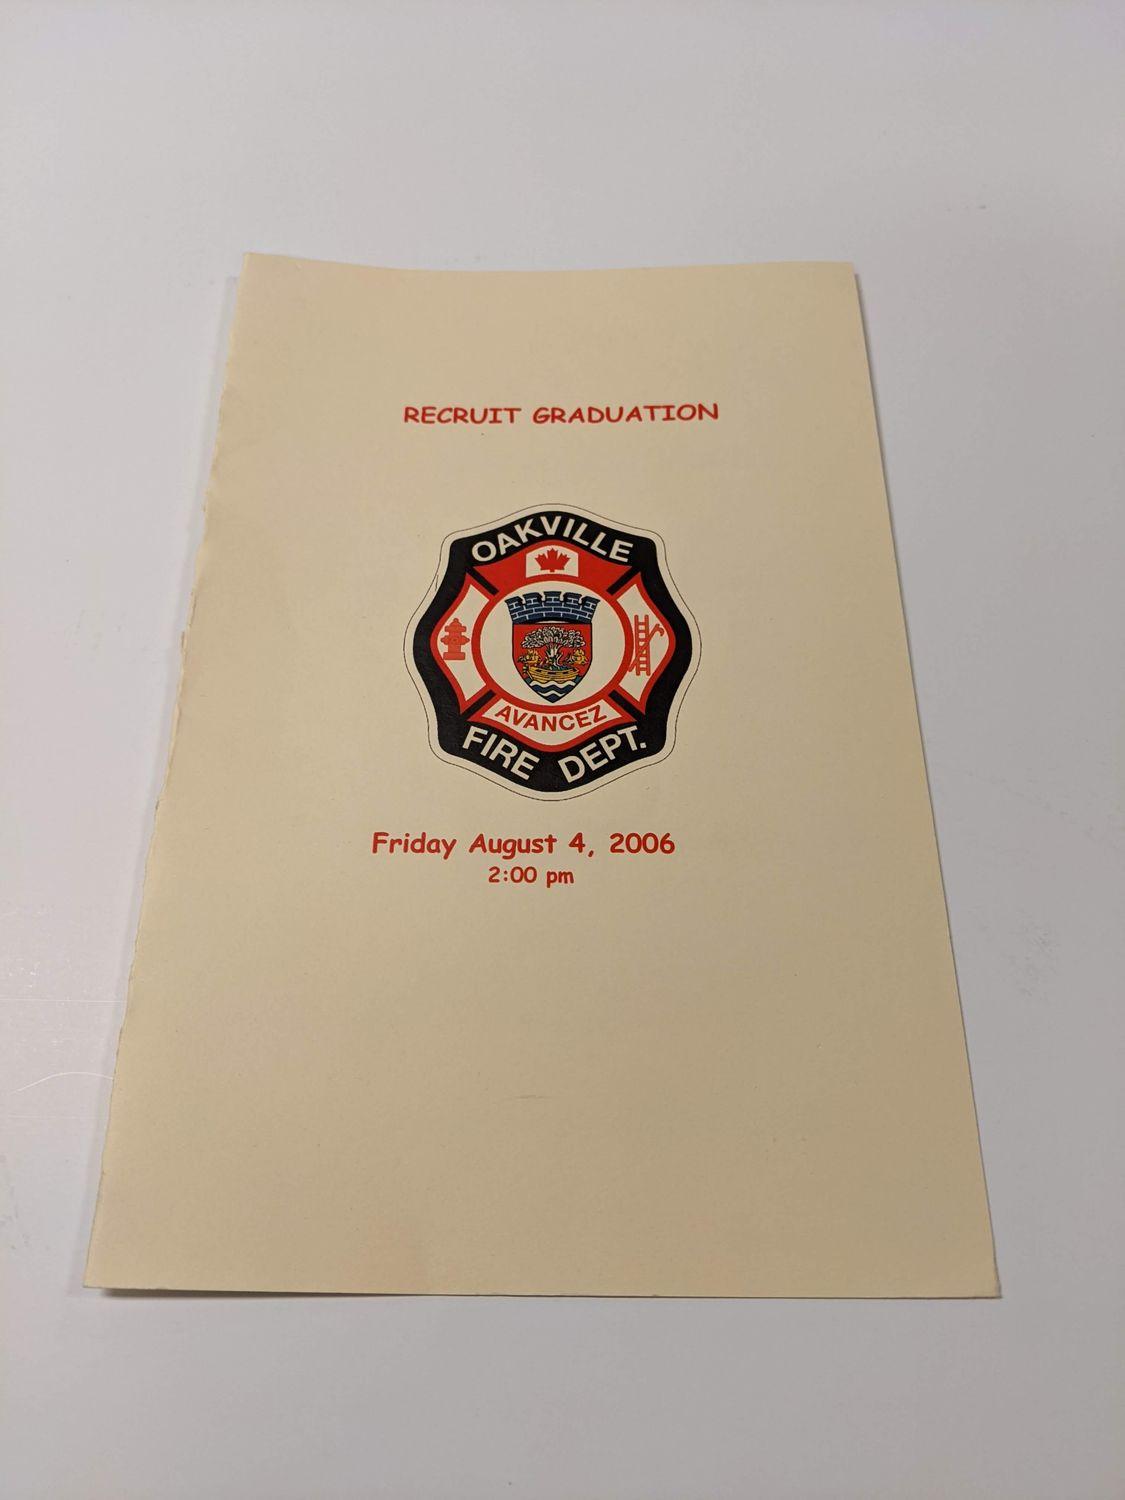 RECRUIT GRADUATION
OAKVILLE
AVANCEZ
FIRE DEPT.
Friday August 4, 2006
2:00 pm